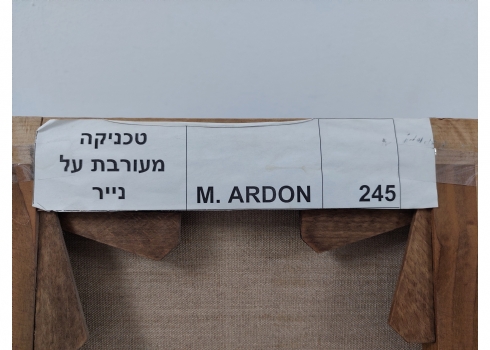 טכניקה
מעורבת על
נייר
M. ARDON
245